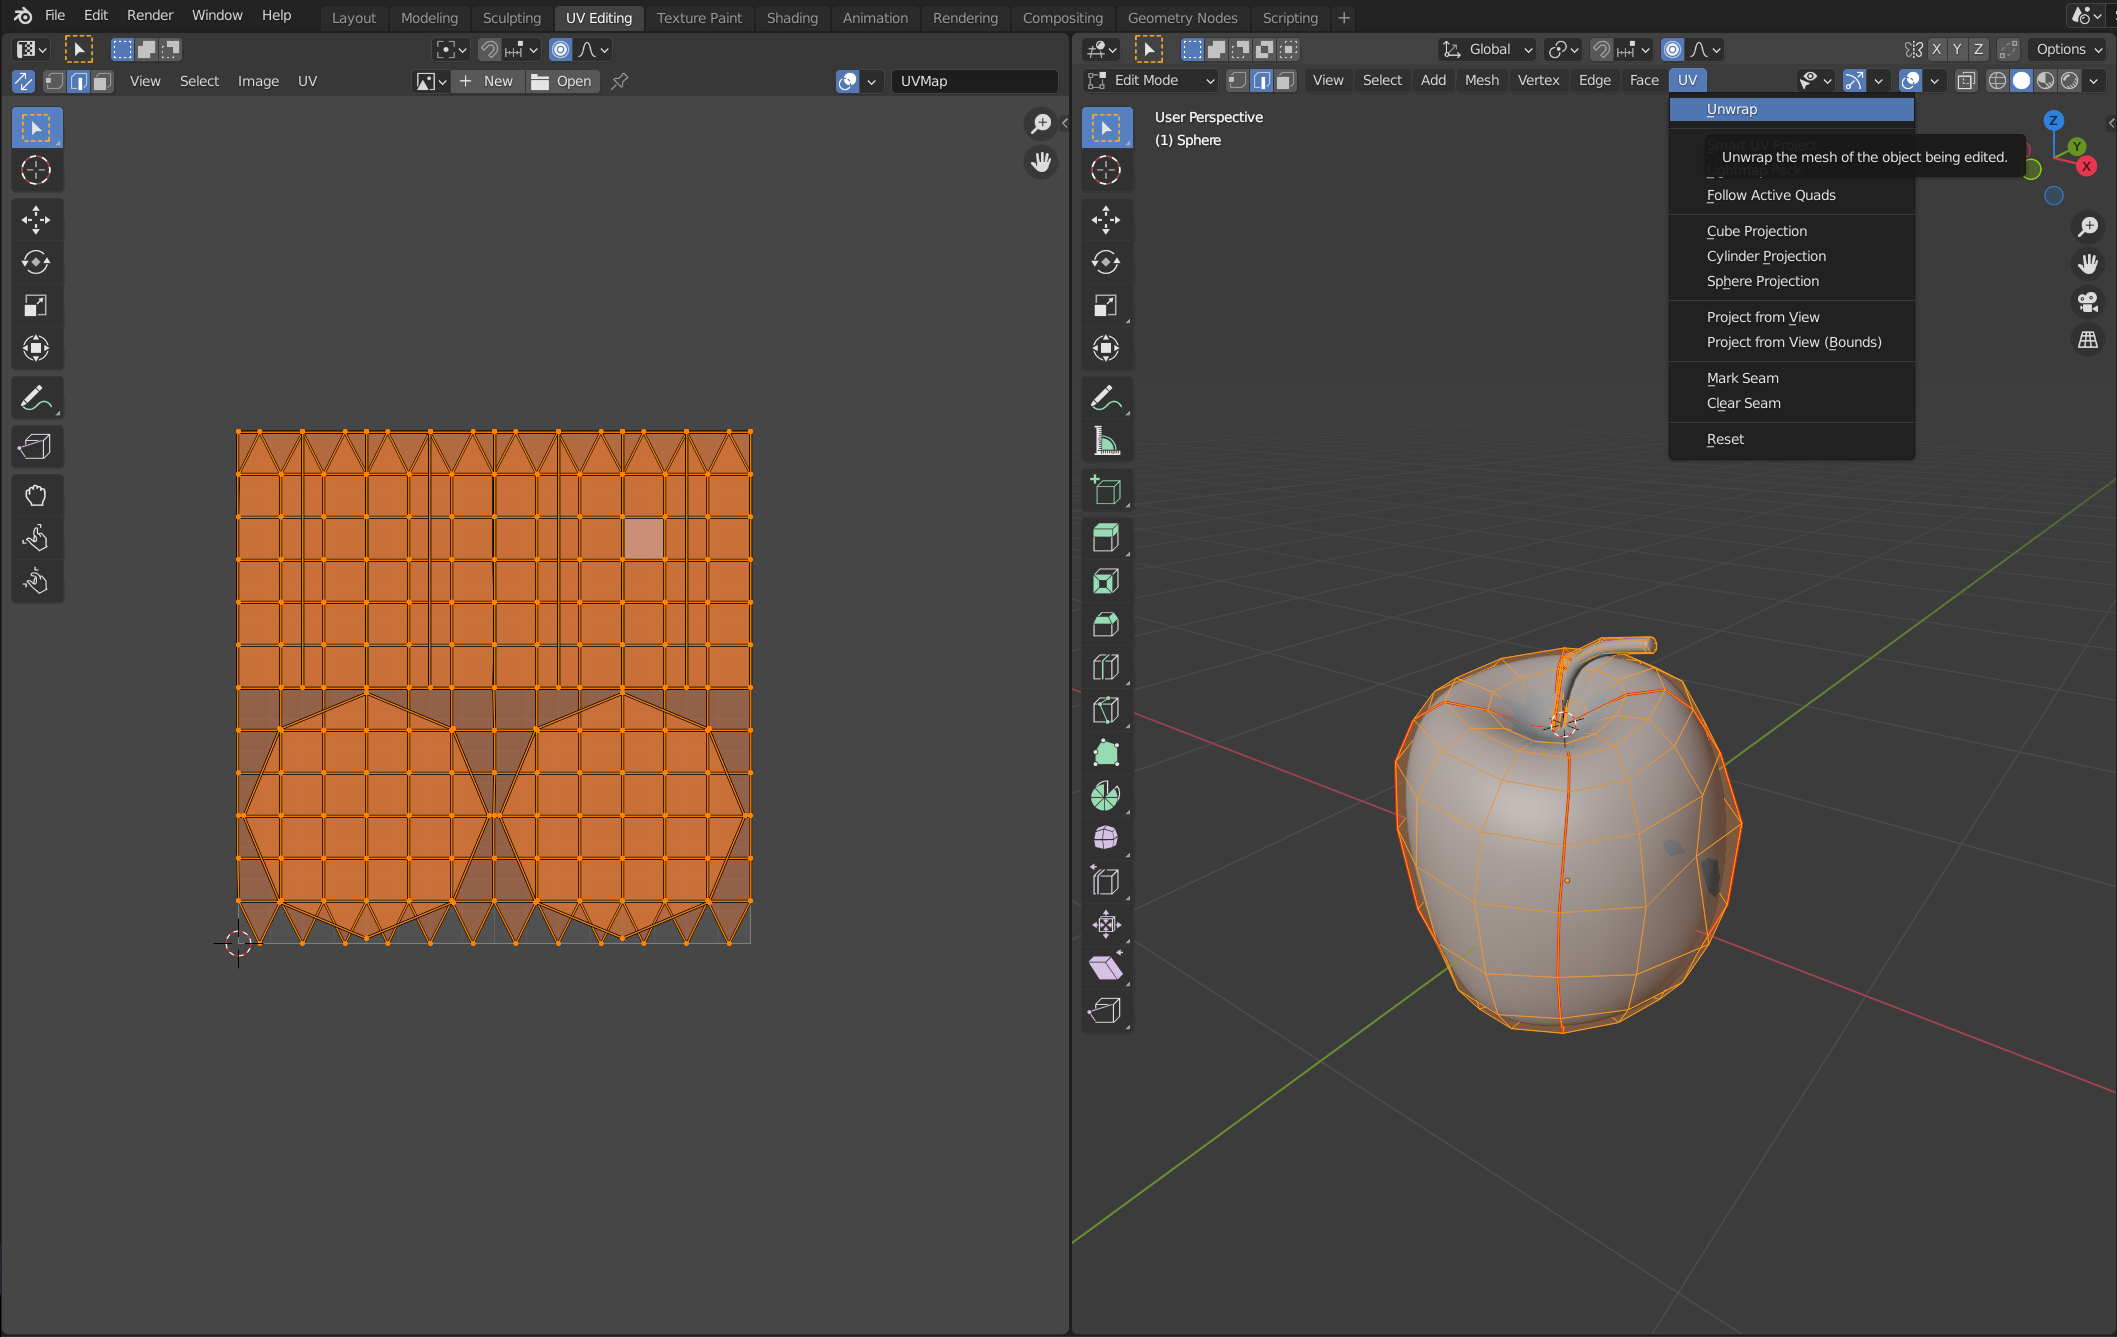 File Edit Render Window Help Layout Modeling Sculpting UV Editing Texture Paint Shading Animation Rendering Compositing Geometry Nodes Scripting +
View Select Image UV New Open UVMap
Global X Y Z Options
Edit Mode View Select Add Mesh Vertex Edge Face UV
User Perspective
(1) Sphere
Unwrap
Smart UV Project
Unwrap the mesh of the object being edited.
Lightmap Pack
Follow Active Quads
Cube Projection
Cylinder Projection
Sphere Projection
Project from View
Project from View (Bounds)
Mark Seam
Clear Seam
Reset
Z
Y
X